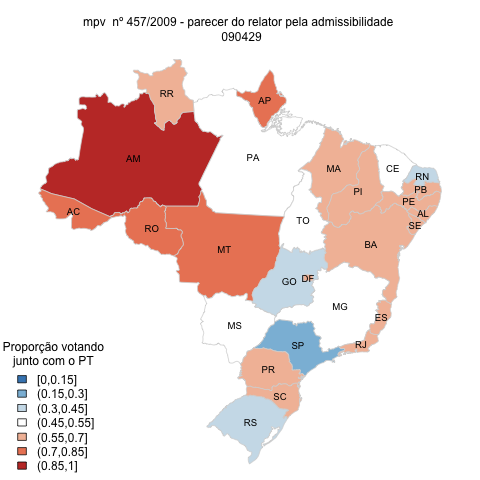 mpv  nº 457/2009 - parecer do relator pela admissibilidade
090429
RR
AP
AM
PA
MA
CE
RN
PB
PI
PE
AL
SE
AC
RO
TO
MT
BA
GO
DF
MG
MS
ES
SP
RJ
PR
SC
RS
Proporção votando
junto com o PT
[0,0.15]
(0.15,0.3]
(0.3,0.45]
(0.45,0.55]
(0.55,0.7]
(0.7,0.85]
(0.85,1]